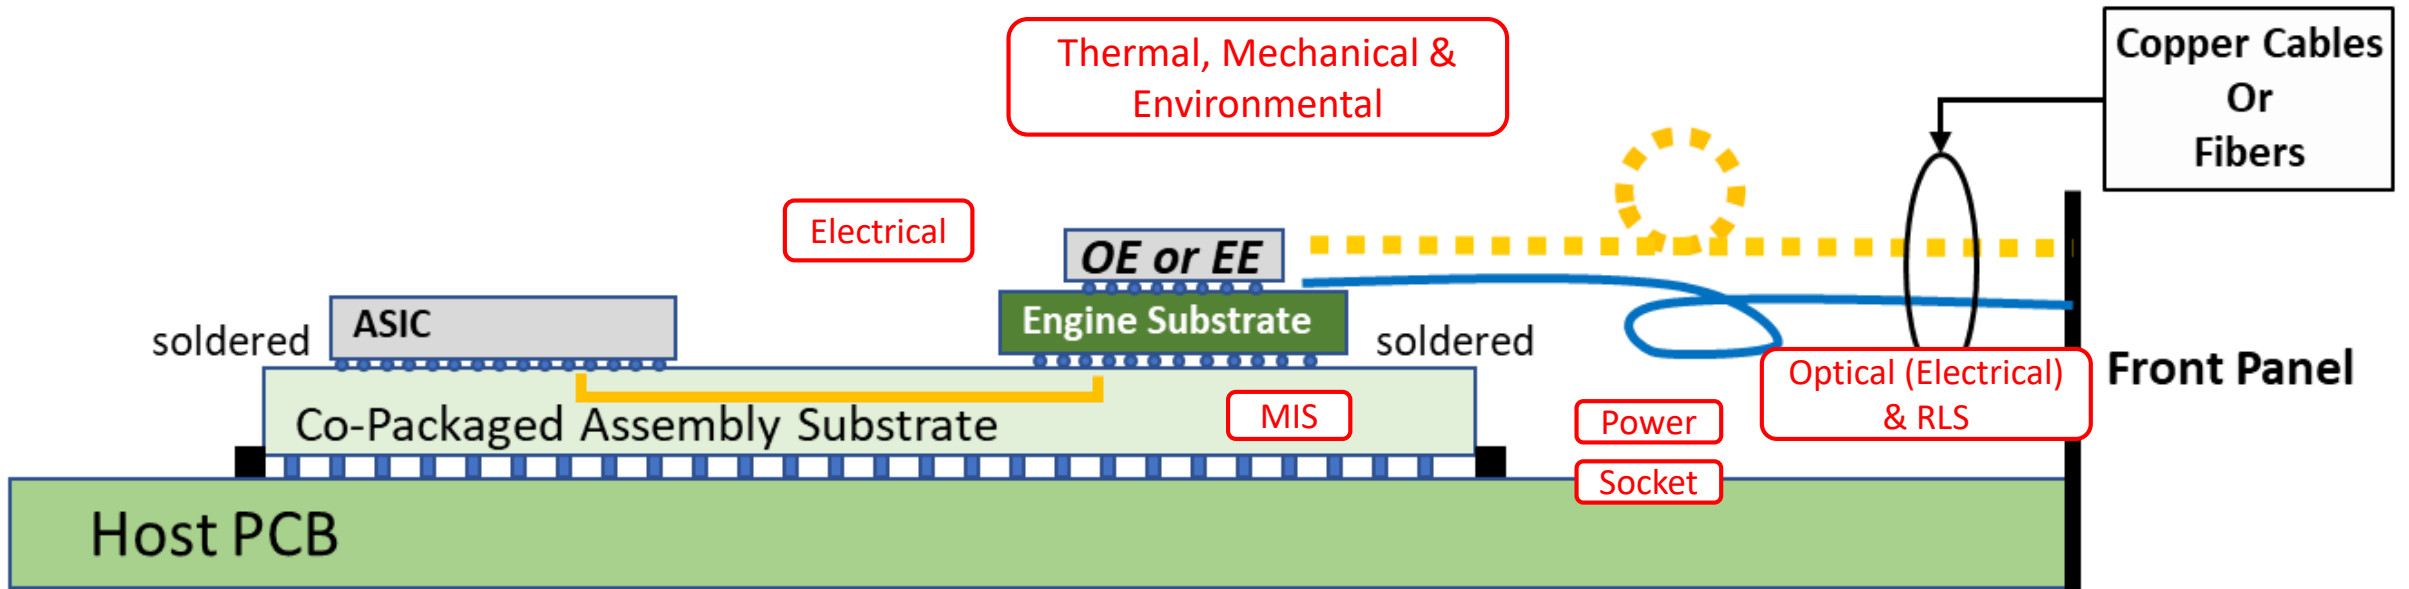 Thermal, Mechanical &
Environmental
Copper Cables
Or
Fibers
Electrical
OE or EE
ASIC
Engine Substrate
soldered
soldered
Optical (Electrical)
& RLS
Front Panel
Co-Packaged Assembly Substrate
MIS
Power
Socket
Host PCB